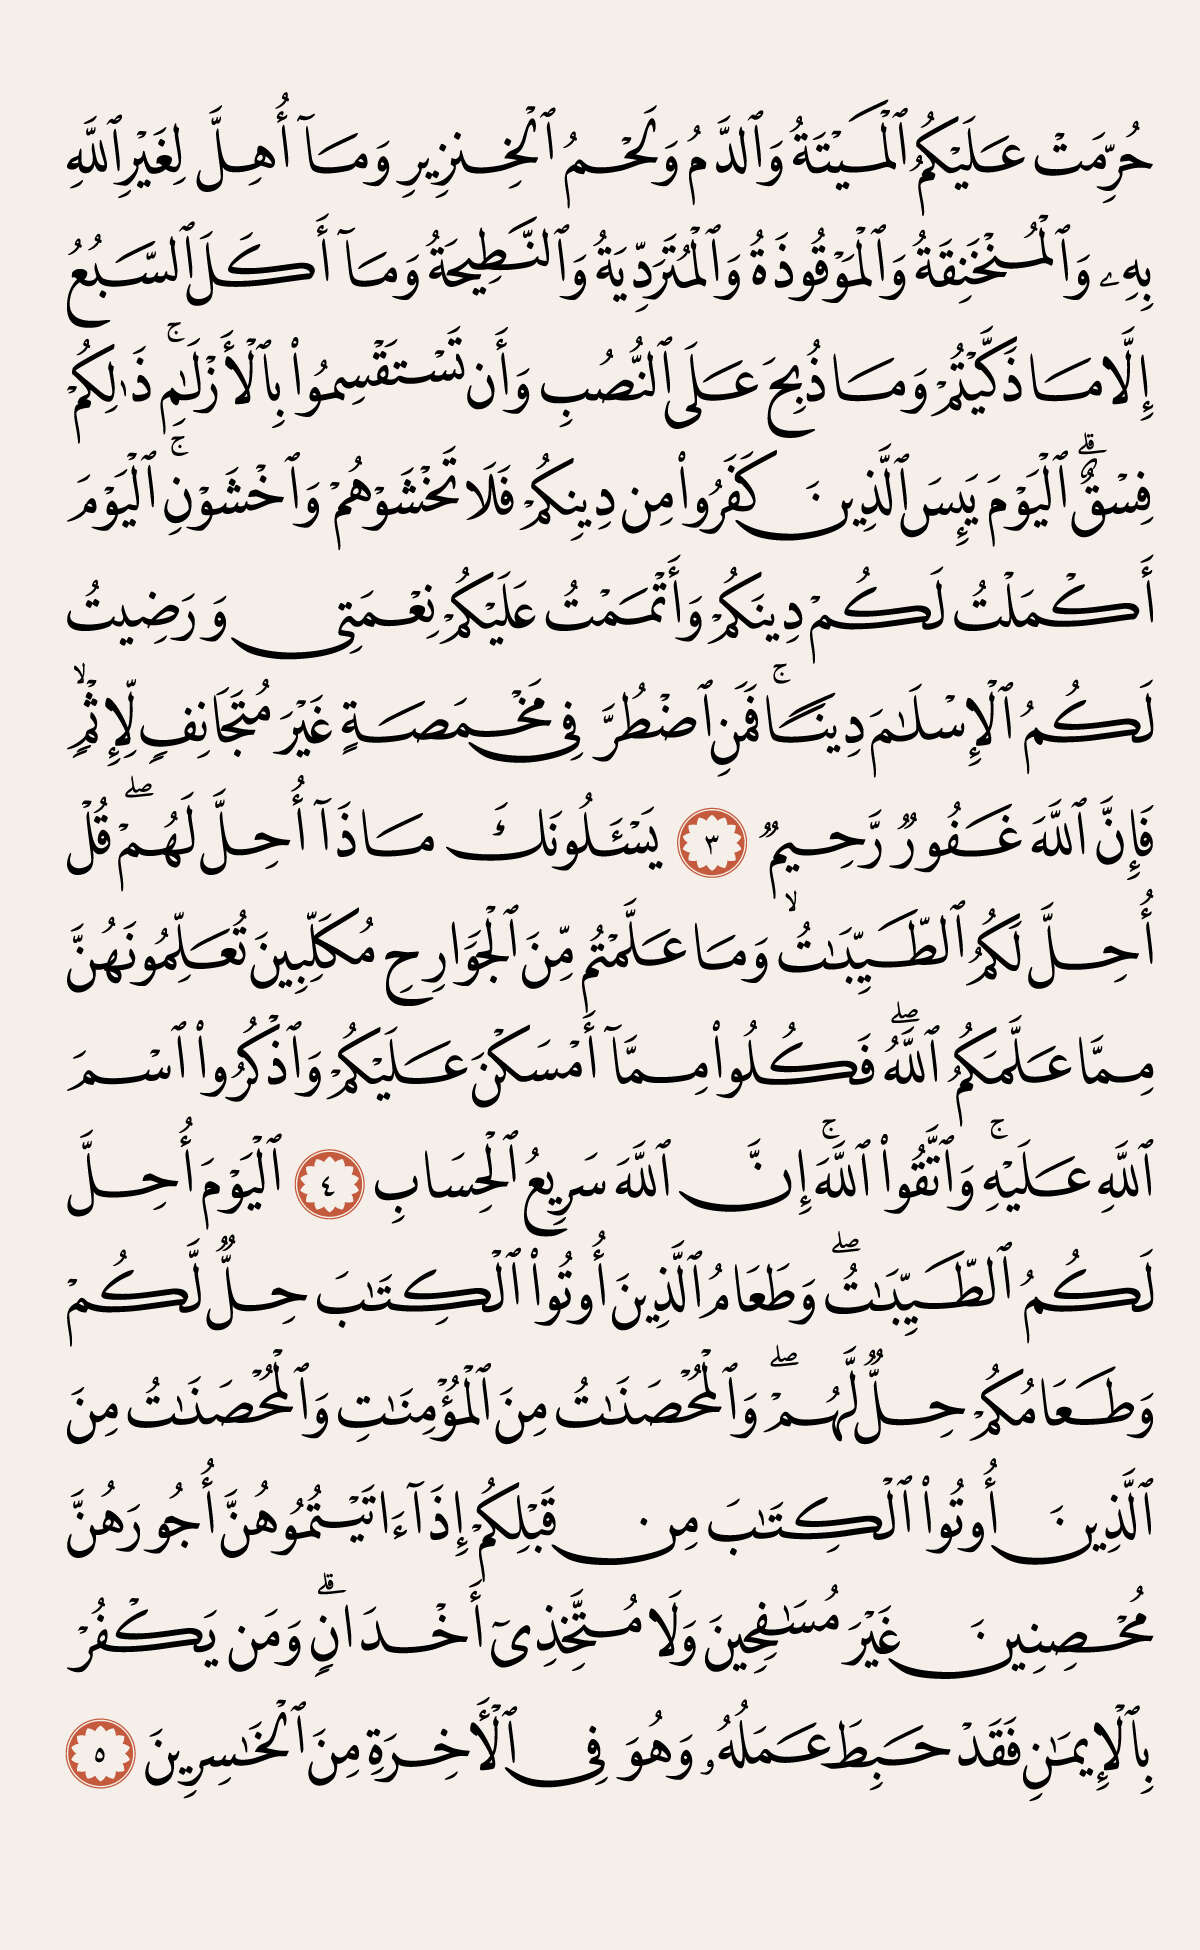 حُرِّمَتْ عَلَيْكُمُ ٱلْمَيْتَةُ وَٱلدَّمُ وَلَحْمُ ٱلْخِنزِيرِ وَمَآ أُهِلَّ لِغَيْرِ ٱللَّهِ
بِهِۦ وَٱلْمُنْخَنِقَةُ وَٱلْمَوْقُوذَةُ وَٱلْمُتَرَدِّيَةُ وَٱلنَّطِيحَةُ وَمَآ أَكَلَ ٱلسَّبُعُ
إِلَّا مَا ذَكَّيْتُمْ وَمَا ذُبِحَ عَلَى ٱلنُّصُبِ وَأَن تَسْتَقْسِمُوا۟ بِٱلْأَزْلَٰمِ ۚ ذَٰلِكُمْ
فِسْقٌ ۗ ٱلْيَوْمَ يَئِسَ ٱلَّذِينَ كَفَرُوا۟ مِن دِينِكُمْ فَلَا تَخْشَوْهُمْ وَٱخْشَوْنِ ۚ ٱلْيَوْمَ
أَكْمَلْتُ لَكُمْ دِينَكُمْ وَأَتْمَمْتُ عَلَيْكُمْ نِعْمَتِى وَرَضِيتُ
لَكُمُ ٱلْإِسْلَٰمَ دِينًا ۚ فَمَنِ ٱضْطُرَّ فِى مَخْمَصَةٍ غَيْرَ مُتَجَانِفٍ لِّإِثْمٍ ۙ
فَإِنَّ ٱللَّهَ غَفُورٌ رَّحِيمٌ ٣ يَسْـَٔلُونَكَ مَاذَآ أُحِلَّ لَهُمْ ۖ قُلْ
أُحِلَّ لَكُمُ ٱلطَّيِّبَٰتُ ۙ وَمَا عَلَّمْتُم مِّنَ ٱلْجَوَارِحِ مُكَلِّبِينَ تُعَلِّمُونَهُنَّ
مِمَّا عَلَّمَكُمُ ٱللَّهُ ۖ فَكُلُوا۟ مِمَّآ أَمْسَكْنَ عَلَيْكُمْ وَٱذْكُرُوا۟ ٱسْمَ
ٱللَّهِ عَلَيْهِ ۚ وَٱتَّقُوا۟ ٱللَّهَ ۚ إِنَّ ٱللَّهَ سَرِيعُ ٱلْحِسَابِ ٤ ٱلْيَوْمَ أُحِلَّ
لَكُمُ ٱلطَّيِّبَٰتُ ۖ وَطَعَامُ ٱلَّذِينَ أُوتُوا۟ ٱلْكِتَٰبَ حِلٌّ لَّكُمْ
وَطَعَامُكُمْ حِلٌّ لَّهُمْ ۖ وَٱلْمُحْصَنَٰتُ مِنَ ٱلْمُؤْمِنَٰتِ وَٱلْمُحْصَنَٰتُ مِنَ
ٱلَّذِينَ أُوتُوا۟ ٱلْكِتَٰبَ مِن قَبْلِكُمْ إِذَآ ءَاتَيْتُمُوهُنَّ أُجُورَهُنَّ
مُحْصِنِينَ غَيْرَ مُسَٰفِحِينَ وَلَا مُتَّخِذِىٓ أَخْدَانٍ ۗ وَمَن يَكْفُرْ
بِٱلْإِيمَٰنِ فَقَدْ حَبِطَ عَمَلُهُۥ وَهُوَ فِى ٱلْأَخِرَةِ مِنَ ٱلْخَٰسِرِينَ ٥